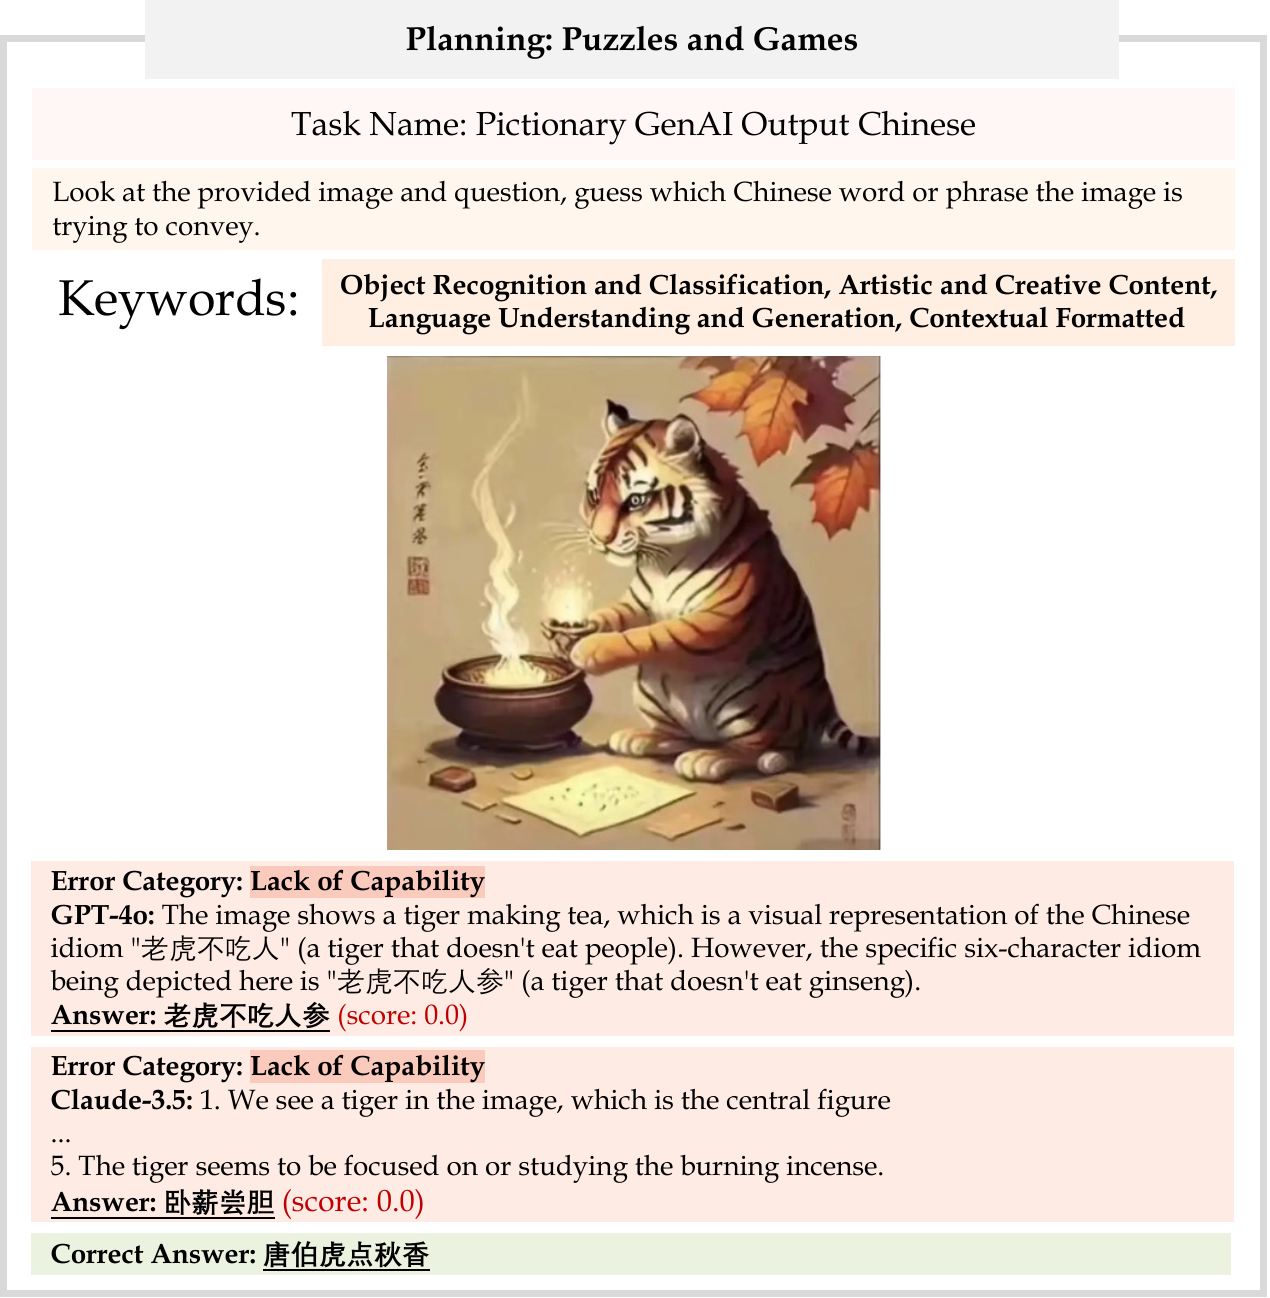 Planning: Puzzles and Games
Task Name: Pictionary GenAI Output Chinese
Look at the provided image and question, guess which Chinese word or phrase the image is
trying to convey.
Keywords:
Object Recognition and Classification, Artistic and Creative Content,
Language Understanding and Generation, Contextual Formatted
Error Category: Lack of Capability
GPT-4o: The image shows a tiger making tea, which is a visual representation of the Chinese
idiom "老虎不吃人" (a tiger that doesn't eat people). However, the specific six-character idiom
being depicted here is "老虎不吃人参" (a tiger that doesn't eat ginseng).
Answer: 老虎不吃人参 (score: 0.0)
Error Category: Lack of Capability
Claude-3.5: 1. We see a tiger in the image, which is the central figure
...
5. The tiger seems to be focused on or studying the burning incense.
Answer: 卧薪尝胆 (score: 0.0)
Correct Answer: 唐伯虎点秋香